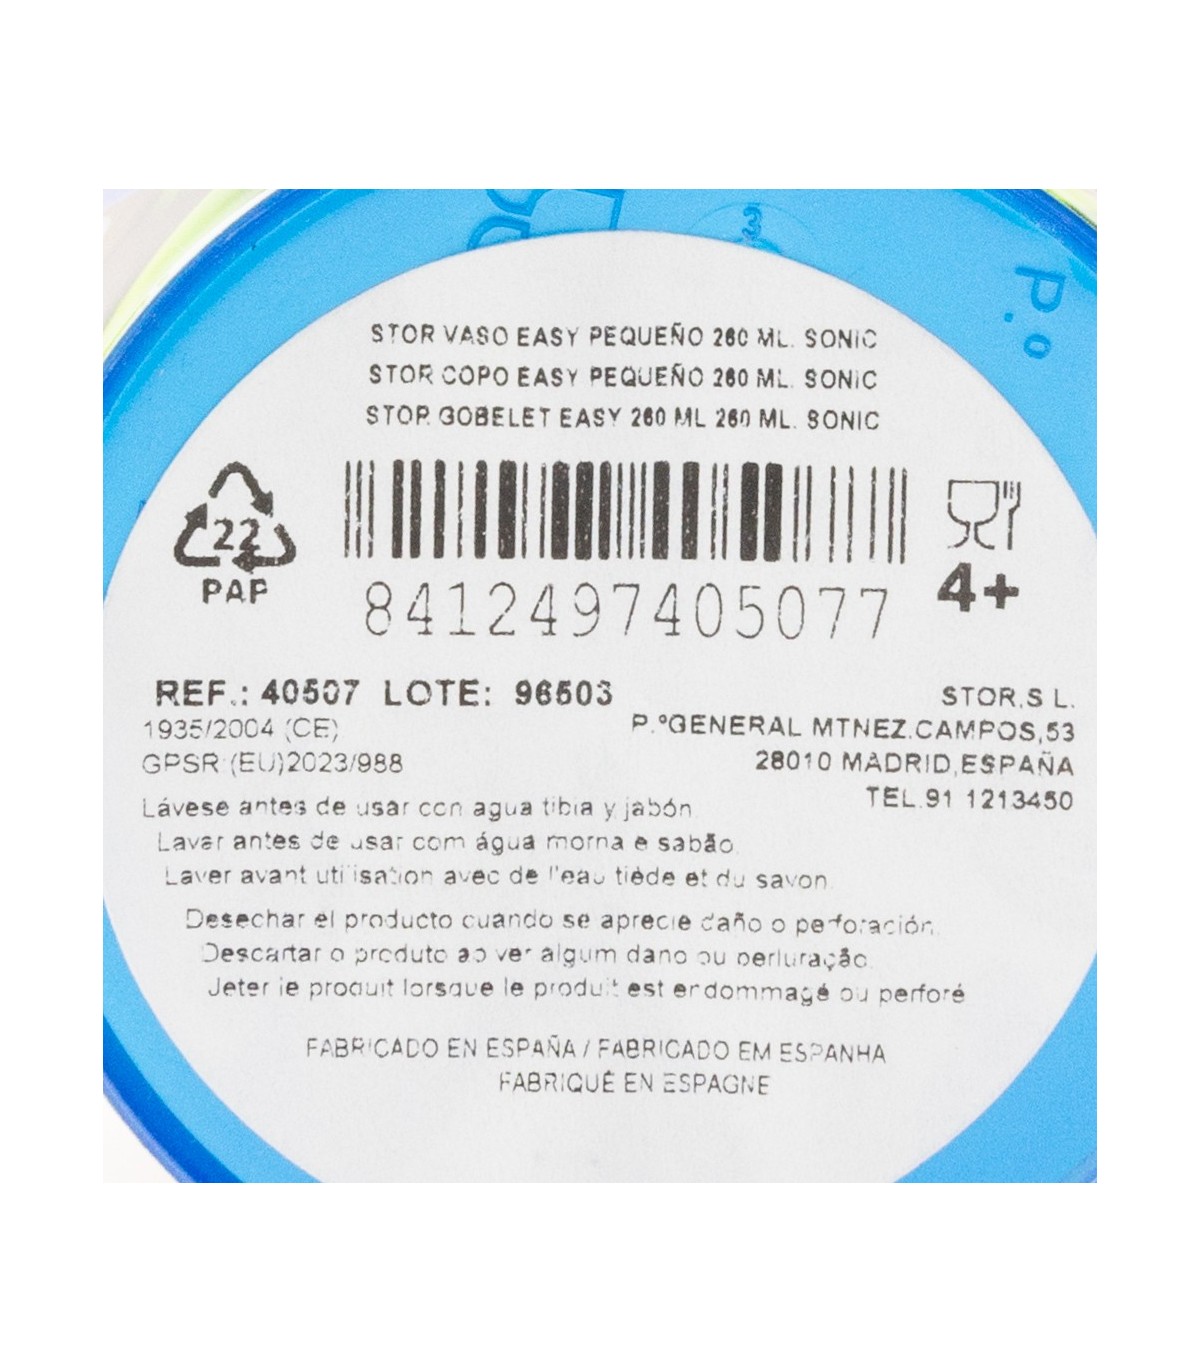 STOR VASO EASY PEQUEÑO 260 ML. SONIC
STOR COPO EASY PEQUEÑO 260 ML. SONIC
STOR GOBELET EASY 260 ML 260 ML. SONIC
22
PAP
8412497405077
4+
REF.: 40507 LOTE: 96503
1935/2004 (CE)
GPSR:(EU)2023/988
STOR,S L.
P.ºGENERAL MTNEZ.CAMPOS,53
28010 MADRID,ESPAÑA
TEL.91 1213450
Lávese antes de usar con agua tibia y jabón.
Lavar antes de usar com água morna e sabão.
Laver avant utilisation avec de l'eau tiède et du savon.
Desechar el producto cuando se aprecie daño o perforación.
Descartar o produto ao ver algum dano ou perfuração.
Jeter le produit lorsque le produit est endommagé ou perforé
FABRICADO EN ESPAÑA / FABRICADO EM ESPANHA
FABRIQUÉ EN ESPAGNE
P.º